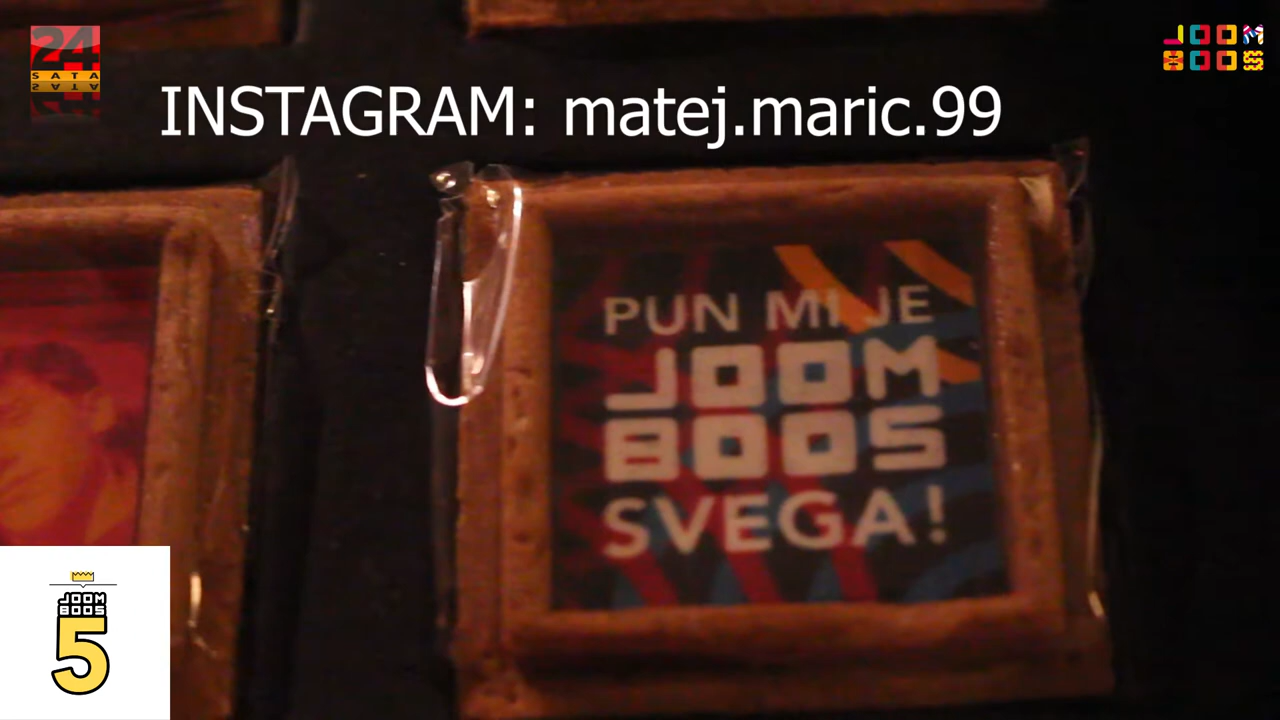 24
SATA
JOOM
BOOS
INSTAGRAM: matej.maric.99
PUN MI JE
JOOM
BOOS
SVEGA!
JOOM
BOOS
5